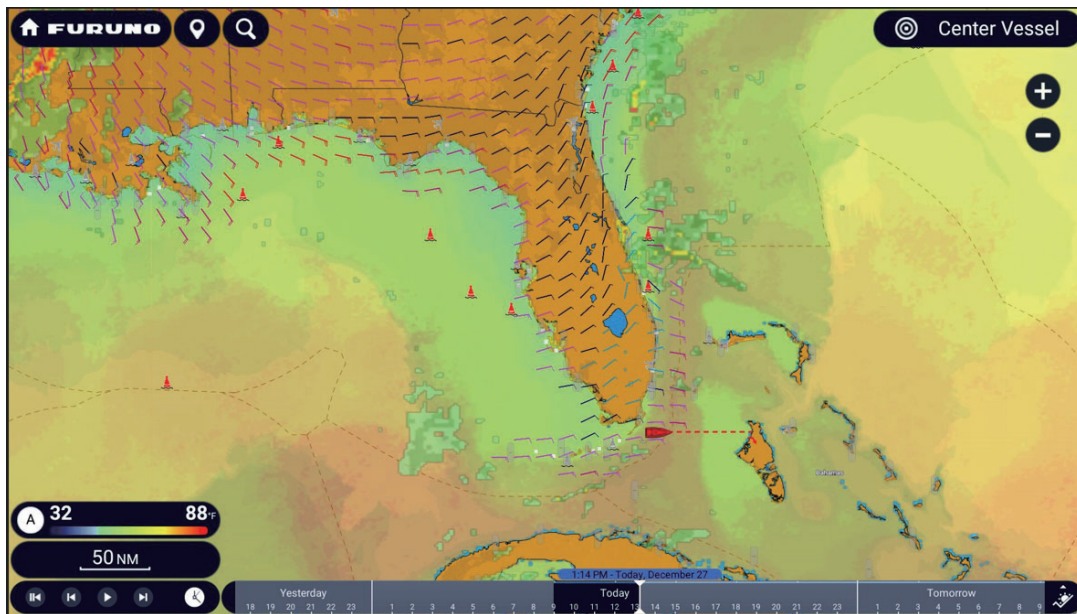 FURUNO
Center Vessel
+
−
Bahamas
A 32 88°F
50 NM
1:14 PM - Today, December 27
Yesterday Today Tomorrow
18 19 20 21 22 23 1 2 3 4 5 6 7 8 9 10 11 12 13 14 15 16 17 18 19 20 21 22 23 1 2 3 4 5 6 7 8 9